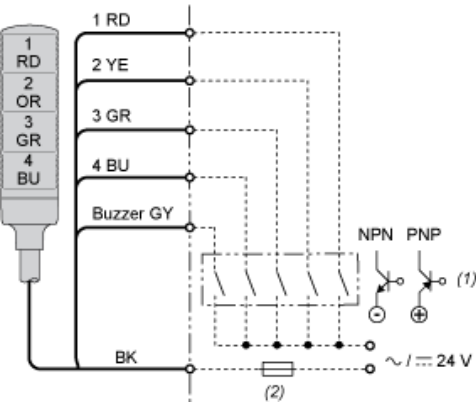 1 RD
1
RD
2
OR
3
GR
4
BU
2 YE
3 GR
4 BU
Buzzer GY
NPN PNP
(1)
BK
~ / ⎓ 24 V
(2)